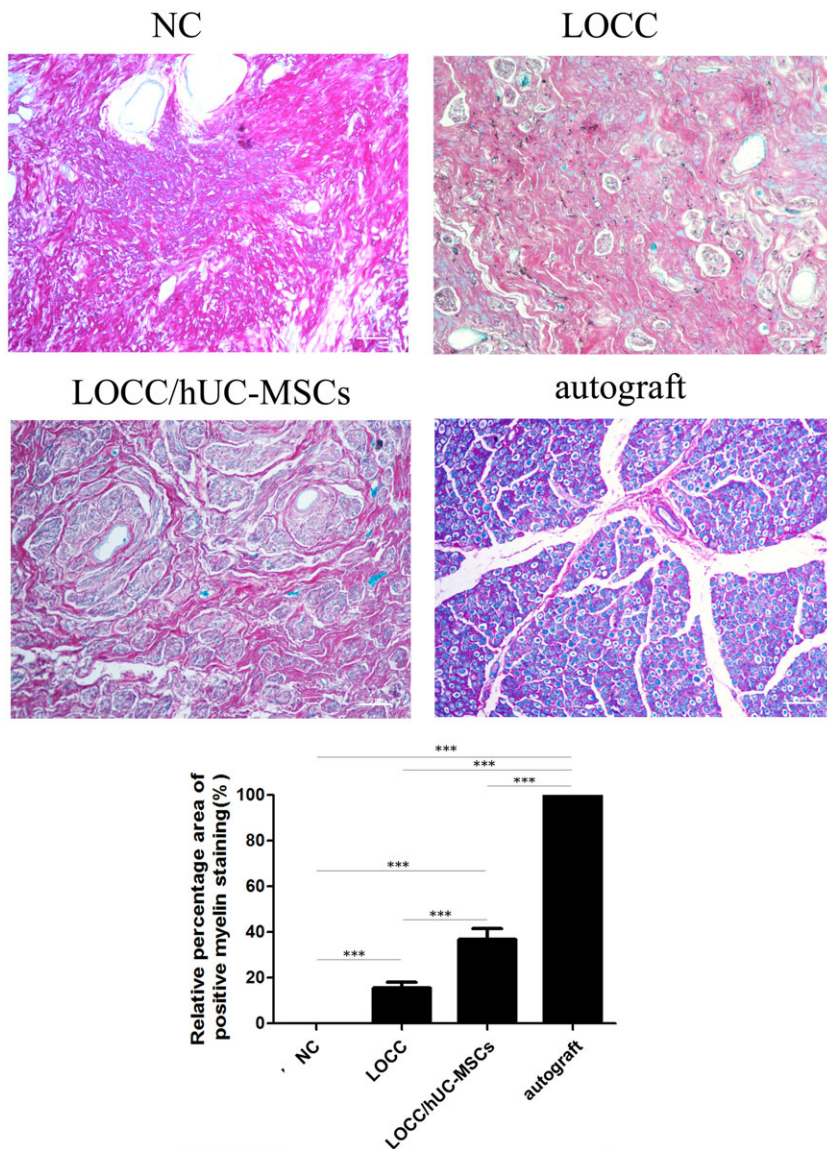 NC
LOCC
LOCC/hUC-MSCs
autograft
***
***
***
***
***
***
Relative percentage area of
positive myelin staining(%)
100
80
60
40
20
0
, NC
LOCC
LOCC/hUC-MSCs
autograft